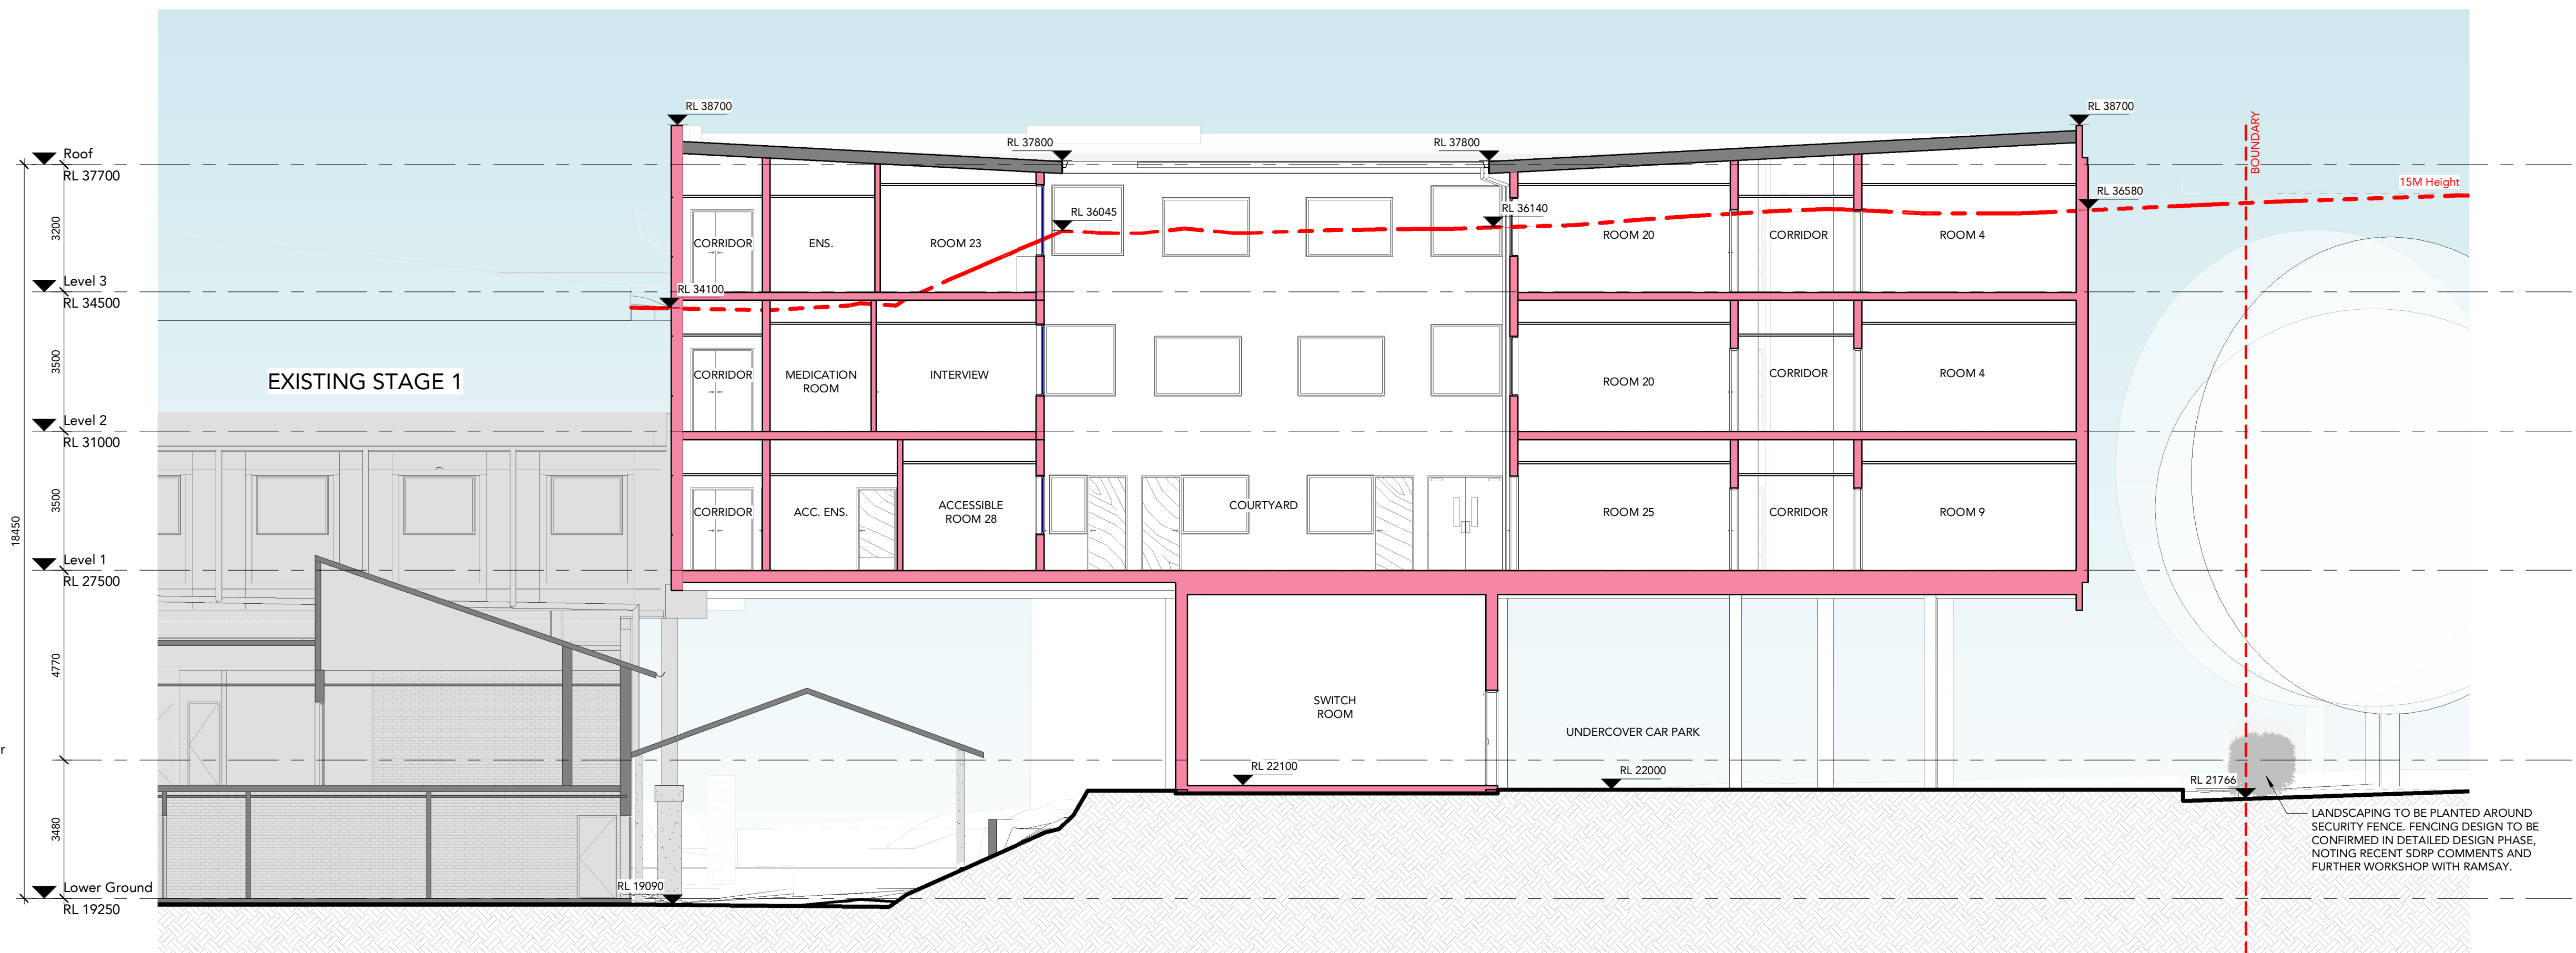 RL 38700
RL 38700
BOUNDARY
RL 37800
RL 37800
Roof
RL 37700
15M Height
RL 36580
RL 36045
RL 36140
3200
CORRIDOR
ENS.
ROOM 23
ROOM 20
CORRIDOR
ROOM 4
Level 3
RL 34500
RL 34100
3500
EXISTING STAGE 1
CORRIDOR
MEDICATION
ROOM
INTERVIEW
ROOM 20
CORRIDOR
ROOM 4
Level 2
RL 31000
3500
18450
CORRIDOR
ACC. ENS.
ACCESSIBLE
ROOM 28
COURTYARD
ROOM 25
CORRIDOR
ROOM 9
Level 1
RL 27500
4770
SWITCH
ROOM
UNDERCOVER CAR PARK
r
RL 22100
RL 22000
RL 21766
3480
LANDSCAPING TO BE PLANTED AROUND
SECURITY FENCE. FENCING DESIGN TO BE
CONFIRMED IN DETAILED DESIGN PHASE,
NOTING RECENT SDRP COMMENTS AND
FURTHER WORKSHOP WITH RAMSAY.
Lower Ground
RL 19250
RL 19090